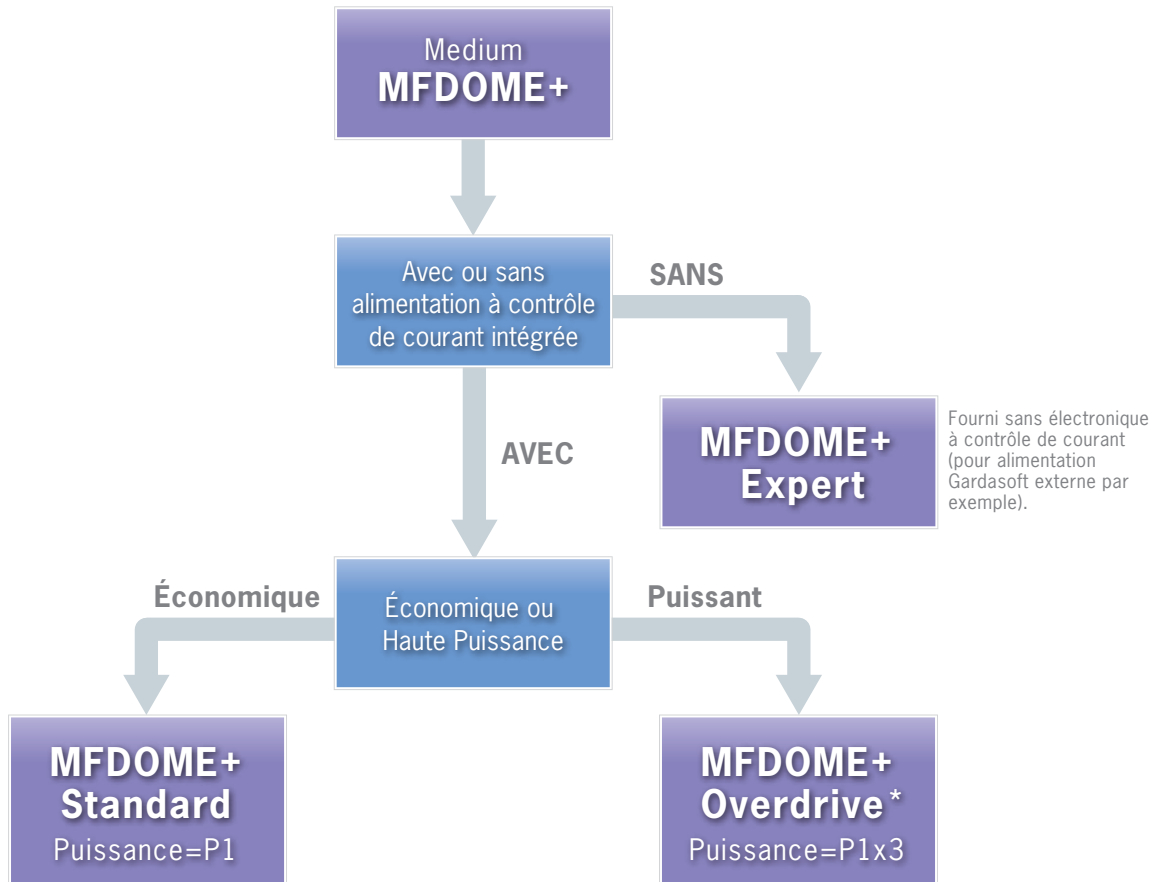 Medium
MFDOME+
Avec ou sans
alimentation à contrôle
de courant intégrée
SANS
MFDOME+
Expert
Fourni sans électronique
à contrôle de courant
(pour alimentation
Gardasoft externe par
exemple).
AVEC
Économique
Économique ou
Haute Puissance
Puissant
MFDOME+
Standard
Puissance=P1
MFDOME+
Overdrive*
Puissance=P1x3